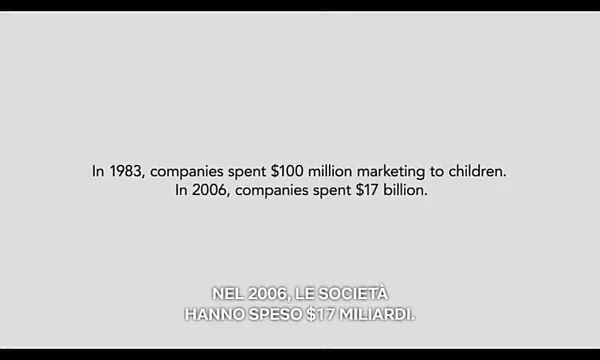 In 1983, companies spent $100 million marketing to children.
In 2006, companies spent $17 billion.
NEL 2006, LE SOCIETÀ
HANNO SPESO $17 MILIARDI.